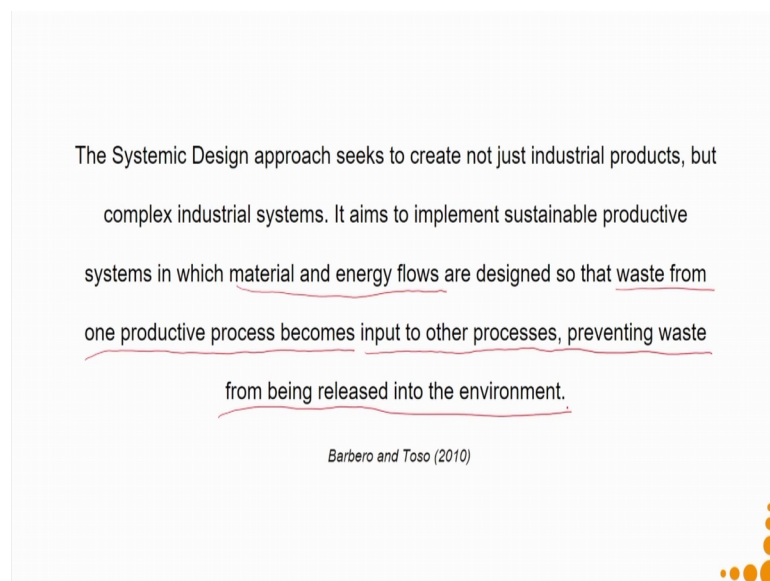 The Systemic Design approach seeks to create not just industrial products, but
complex industrial systems. It aims to implement sustainable productive
systems in which material and energy flows are designed so that waste from
one productive process becomes input to other processes, preventing waste
from being released into the environment.
Barbero and Toso (2010)